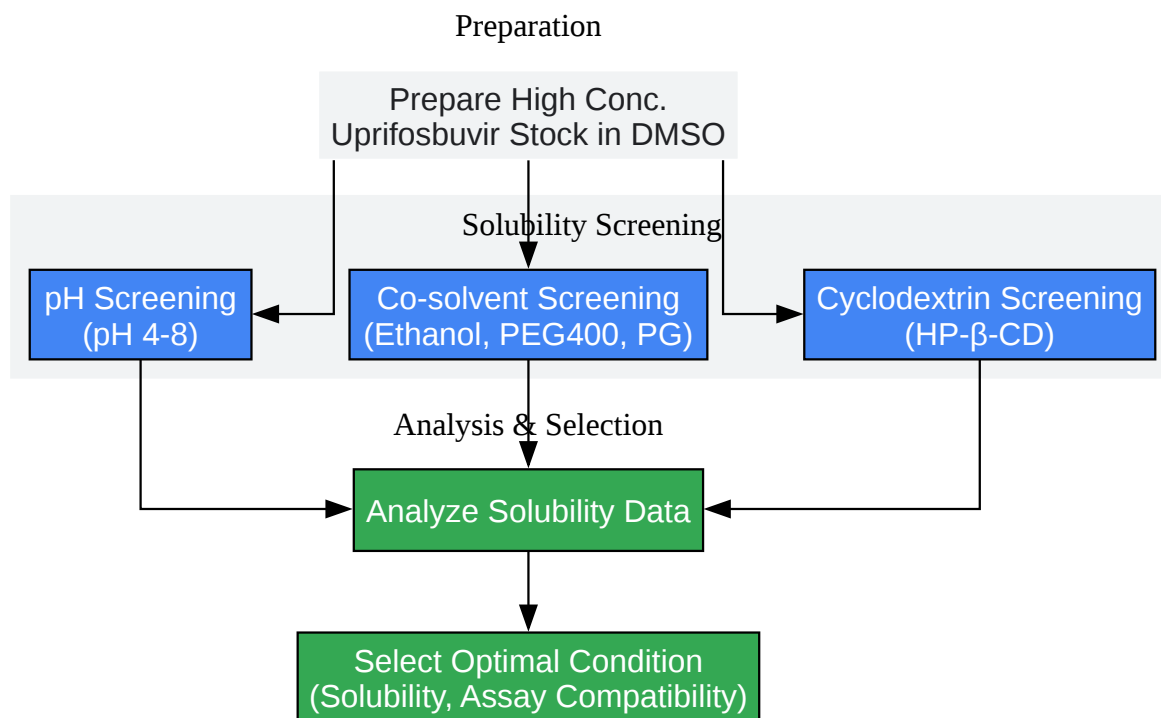 Preparation
Prepare High Conc.
Uprifosbuvir Stock in DMSO
Solubility Screening
pH Screening
(pH 4-8)
Co-solvent Screening
(Ethanol, PEG400, PG)
Cyclodextrin Screening
(HP-β-CD)
Analysis & Selection
Analyze Solubility Data
Select Optimal Condition
(Solubility, Assay Compatibility)